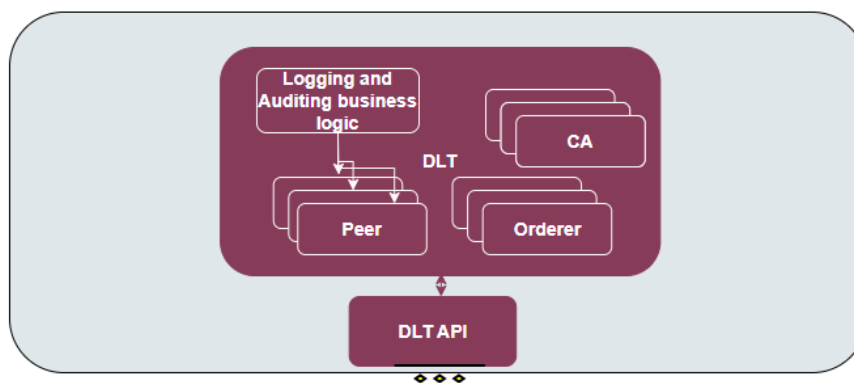 Logging and
Auditing business
logic
CA
DLT
Peer
Orderer
DLT API